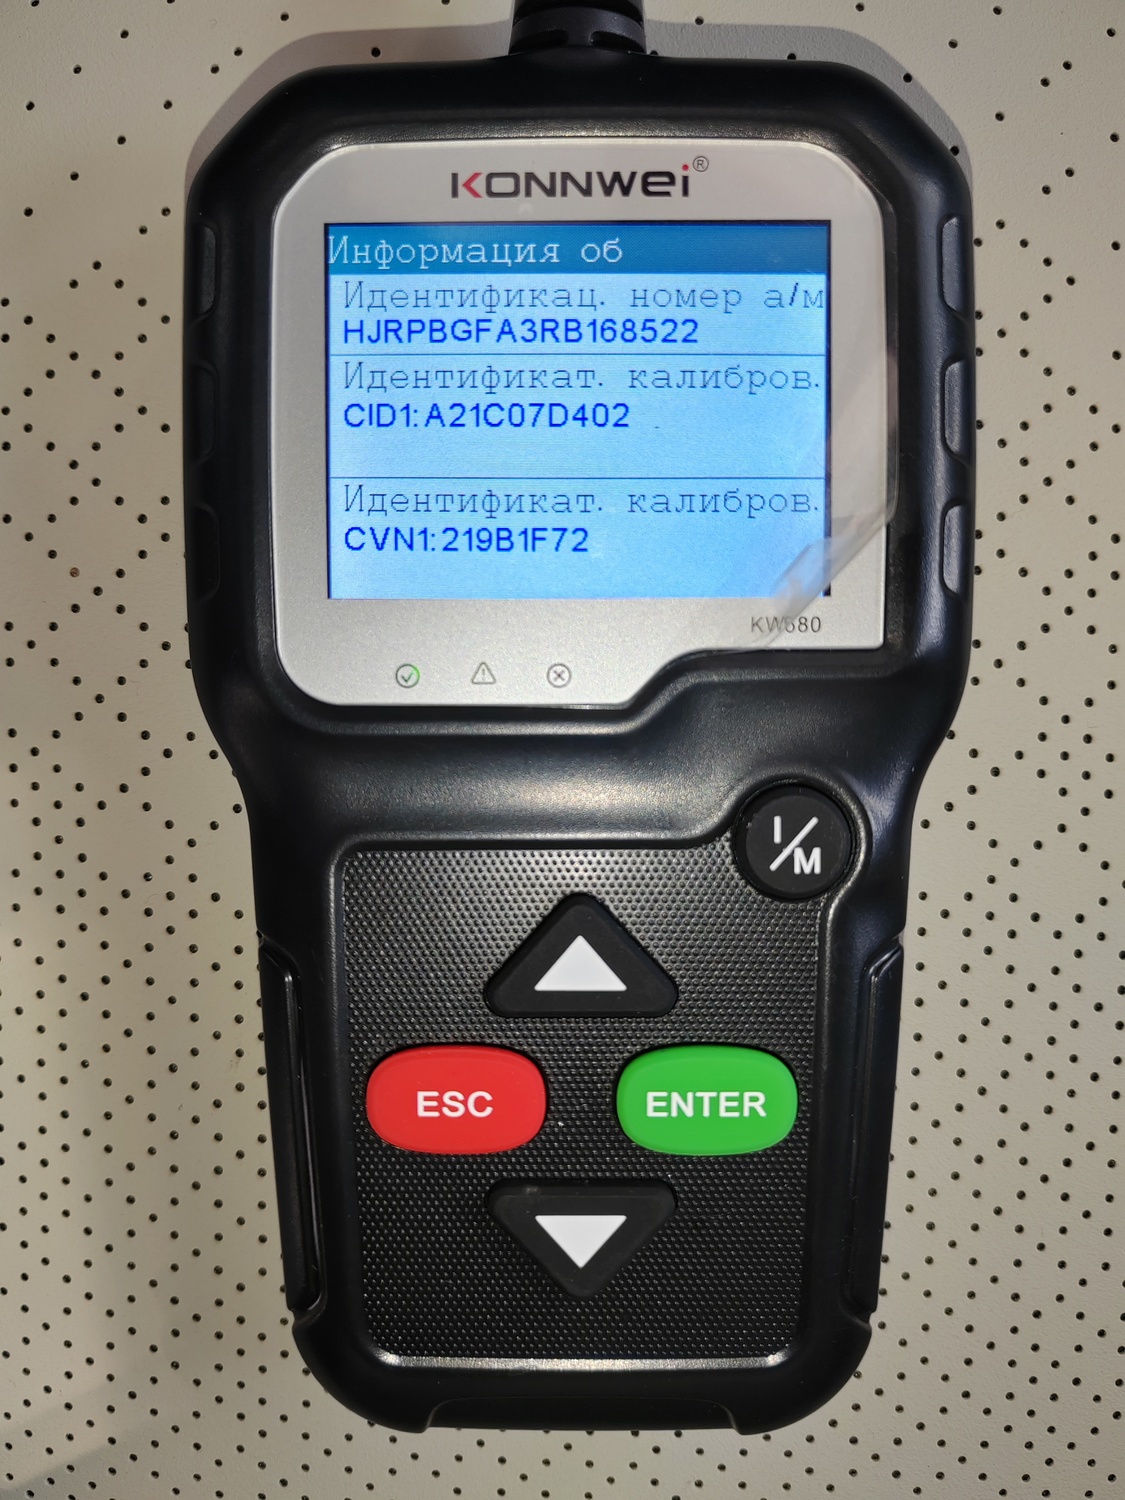 KONNWEi®
Информация об
Идентификац. номер а/м
HJRPBGFA3RB168522
Идентификат. калибров.
CID1:A21C07D402
Идентификат. калибров.
CVN1:219B1F72
KW680
I/M
ESC
ENTER